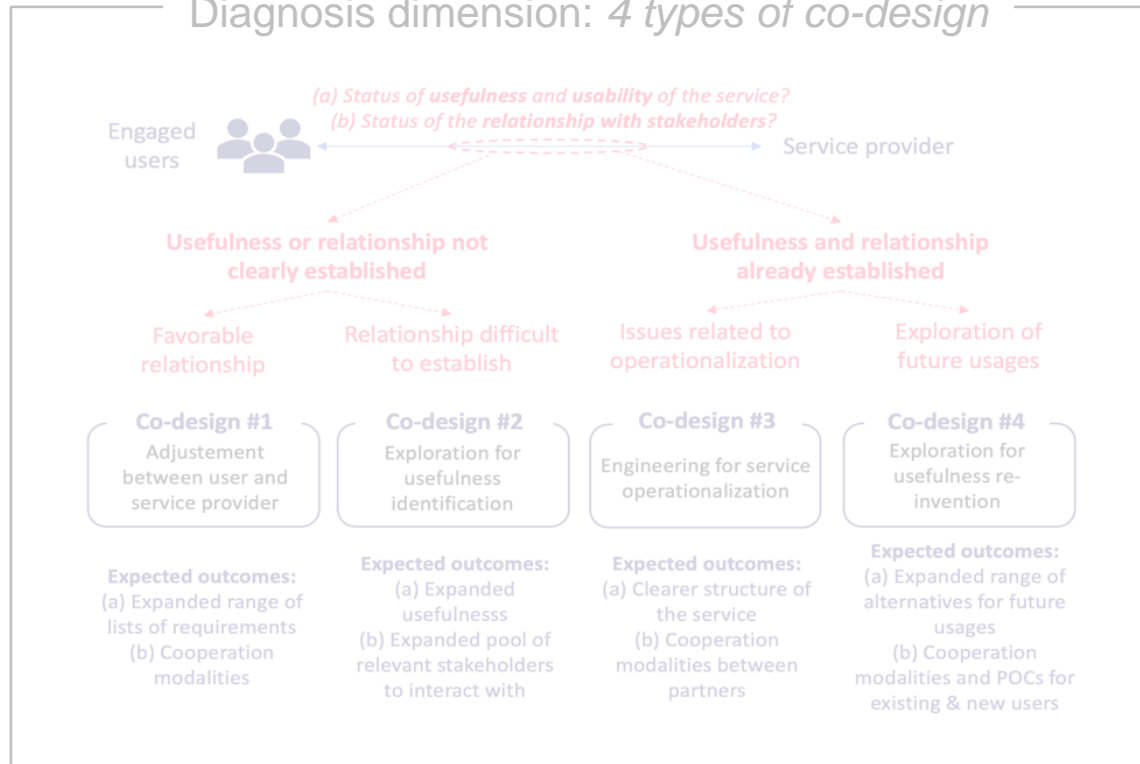 Diagnosis dimension: 4 types of co-design
(a) Status of usefulness and usability of the service?
(b) Status of the relationship with stakeholders?
Engaged
users
Service provider
Usefulness or relationship not
clearly established
Usefulness and relationship
already established
Favorable
relationship
Relationship difficult
to establish
Issues related to
operationalization
Exploration of
future usages
Co-design #1
Adjustement
between user and
service provider
Co-design #2
Exploration for
usefulness
identification
Co-design #3
Engineering for service
operationalization
Co-design #4
Exploration for
usefulness re-
invention
Expected outcomes:
(a) Expanded range of
lists of requirements
(b) Cooperation
modalities
Expected outcomes:
(a) Expanded
usefulnesss
(b) Expanded pool of
relevant stakeholders
to interact with
Expected outcomes:
(a) Clearer structure of
the service
(b) Cooperation
modalities between
partners
Expected outcomes:
(a) Expanded range of
alternatives for future
usages
(b) Cooperation
modalities and POCs for
existing & new users